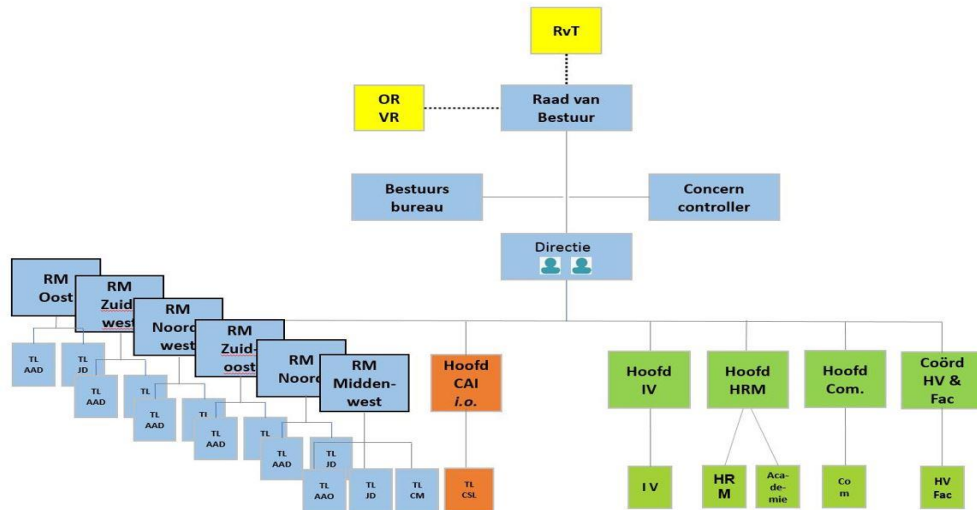 RvT
OR
VR
Raad van
Bestuur
Bestuurs
bureau
Concern
controller
Directie
RM
Oost
RM
Zuid-
west
RM
Noord-
west
RM
Zuid-
oost
RM
Noord
RM
Midden-
west
Hoofd
CAI
i.o.
Hoofd
IV
Hoofd
HRM
Hoofd
Com.
Coörd
HV &
Fac
TL
AAD
TL
JD
TL
AAD
TL
TL
AAD
TL
TL
AAD
TL
TL
AAD
TL
JD
TL
AAO
TL
JD
TL
CM
TL
CSL
I V
HR
M
Aca-
de-
mie
Co
m
HV
Fac